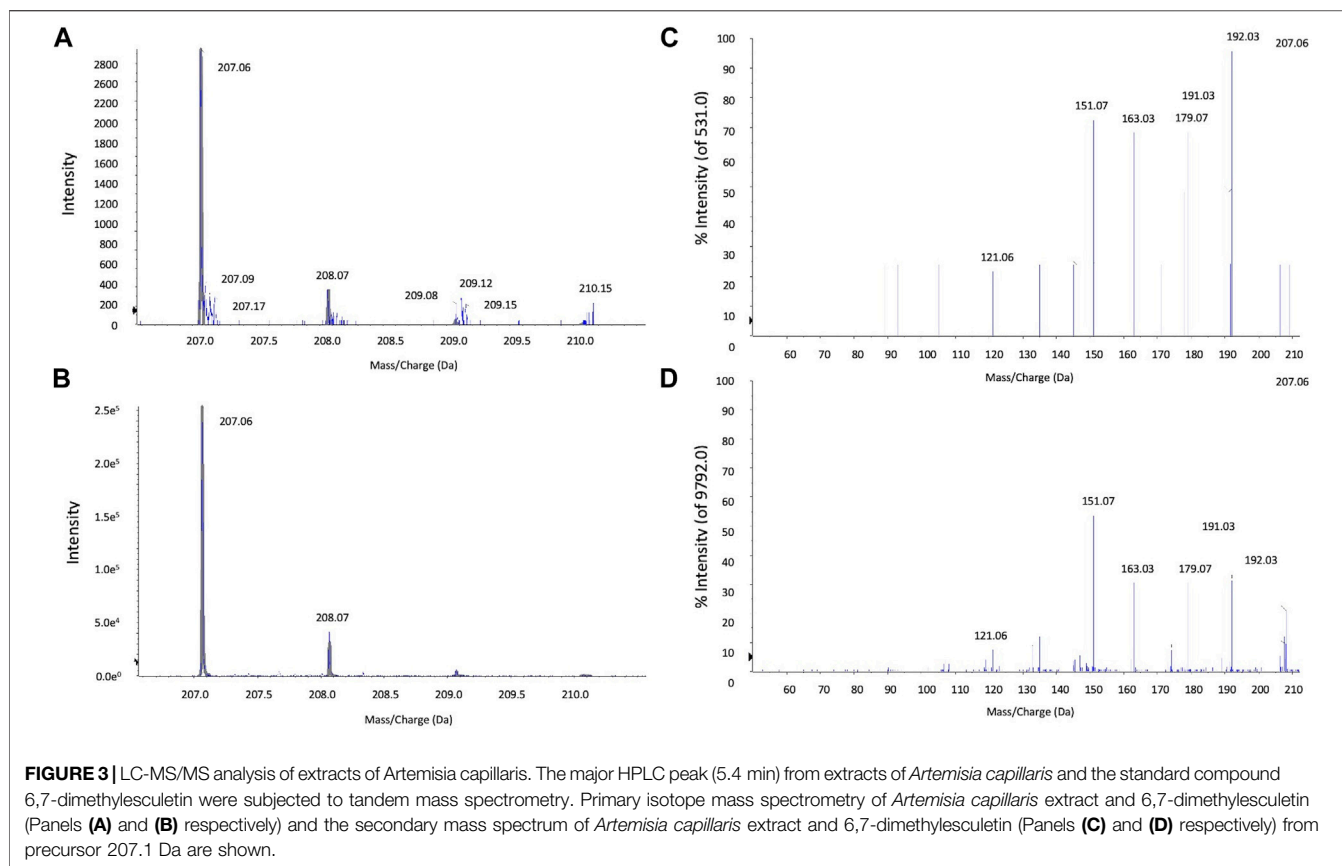 A
Intensity
2800
2600
2400
2200
2000
1800
1600
1400
1200
1000
800
600
400
200
0
207.06
207.09
207.17
208.07
209.08
209.12
209.15
210.15
207.0 207.5 208.0 208.5 209.0 209.5 210.0
Mass/Charge (Da)
B
Intensity
2.5e⁵
2.0e⁵
1.5e⁵
1.0e⁵
5.0e⁴
0.0e⁰
207.06
208.07
207.0 207.5 208.0 208.5 209.0 209.5 210.0
Mass/Charge (Da)
C
% Intensity (of 531.0)
100
90
80
70
60
50
40
30
20
10
0
192.03 207.06
191.03
151.07
163.03
179.07
121.06
60 70 80 90 100 110 120 130 140 150 160 170 180 190 200 210
Mass/Charge (Da)
D
% Intensity (of 9792.0)
100
90
80
70
60
50
40
30
20
10
0
207.06
151.07
191.03
163.03
179.07
192.03
121.06
60 70 80 90 100 110 120 130 140 150 160 170 180 190 200 210
Mass/Charge (Da)
FIGURE 3 | LC-MS/MS analysis of extracts of Artemisia capillaris. The major HPLC peak (5.4 min) from extracts of Artemisia capillaris and the standard compound
6,7-dimethylesculetin were subjected to tandem mass spectrometry. Primary isotope mass spectrometry of Artemisia capillaris extract and 6,7-dimethylesculetin
(Panels (A) and (B) respectively) and the secondary mass spectrum of Artemisia capillaris extract and 6,7-dimethylesculetin (Panels (C) and (D) respectively) from
precursor 207.1 Da are shown.